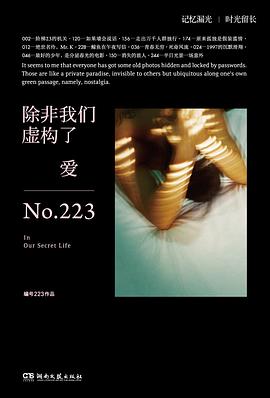 记忆漏光 | 时光留长
It seems to me that everyone has got some old photos hidden and locked by passwords.
Those are like a private paradise, invisible to others but ubiquitous along one's own
green passage, namely, nostalgia.
除非我们
虚构了
爱
No.223
In
Our Secret Life
编号223作品
湖南文艺出版社